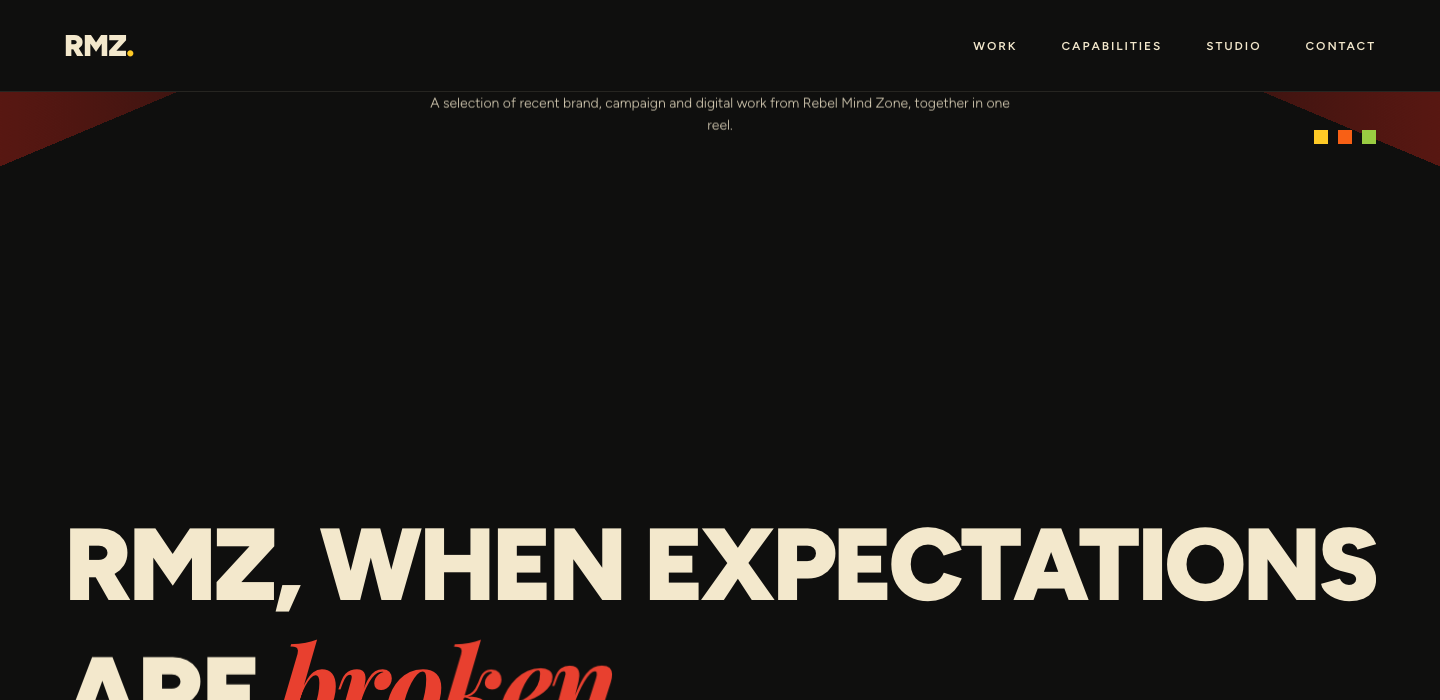 RMZ.
WORK CAPABILITIES STUDIO CONTACT
A selection of recent brand, campaign and digital work from Rebel Mind Zone, together in one
reel.
RMZ, WHEN EXPECTATIONS
ARE broken